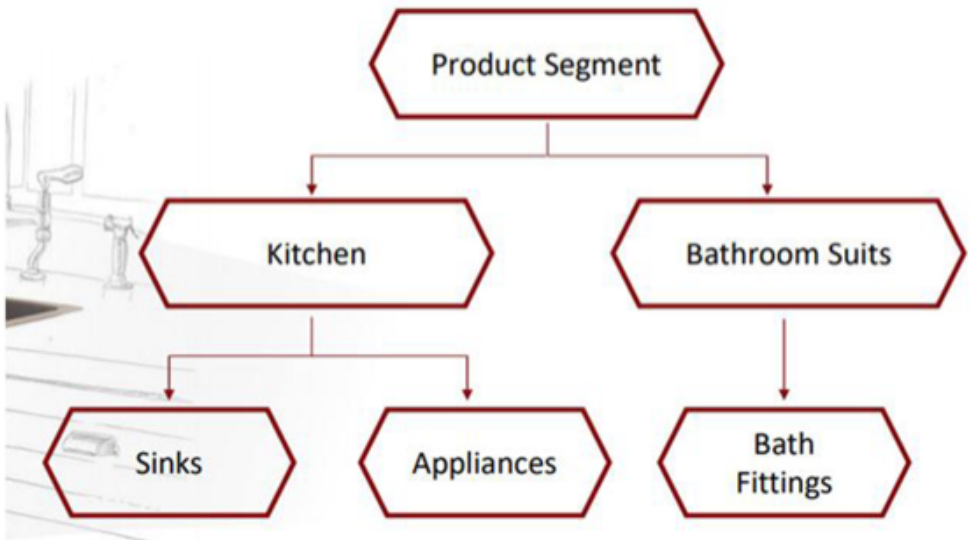 Product Segment
Kitchen
Bathroom Suits
Sinks
Appliances
Bath
Fittings